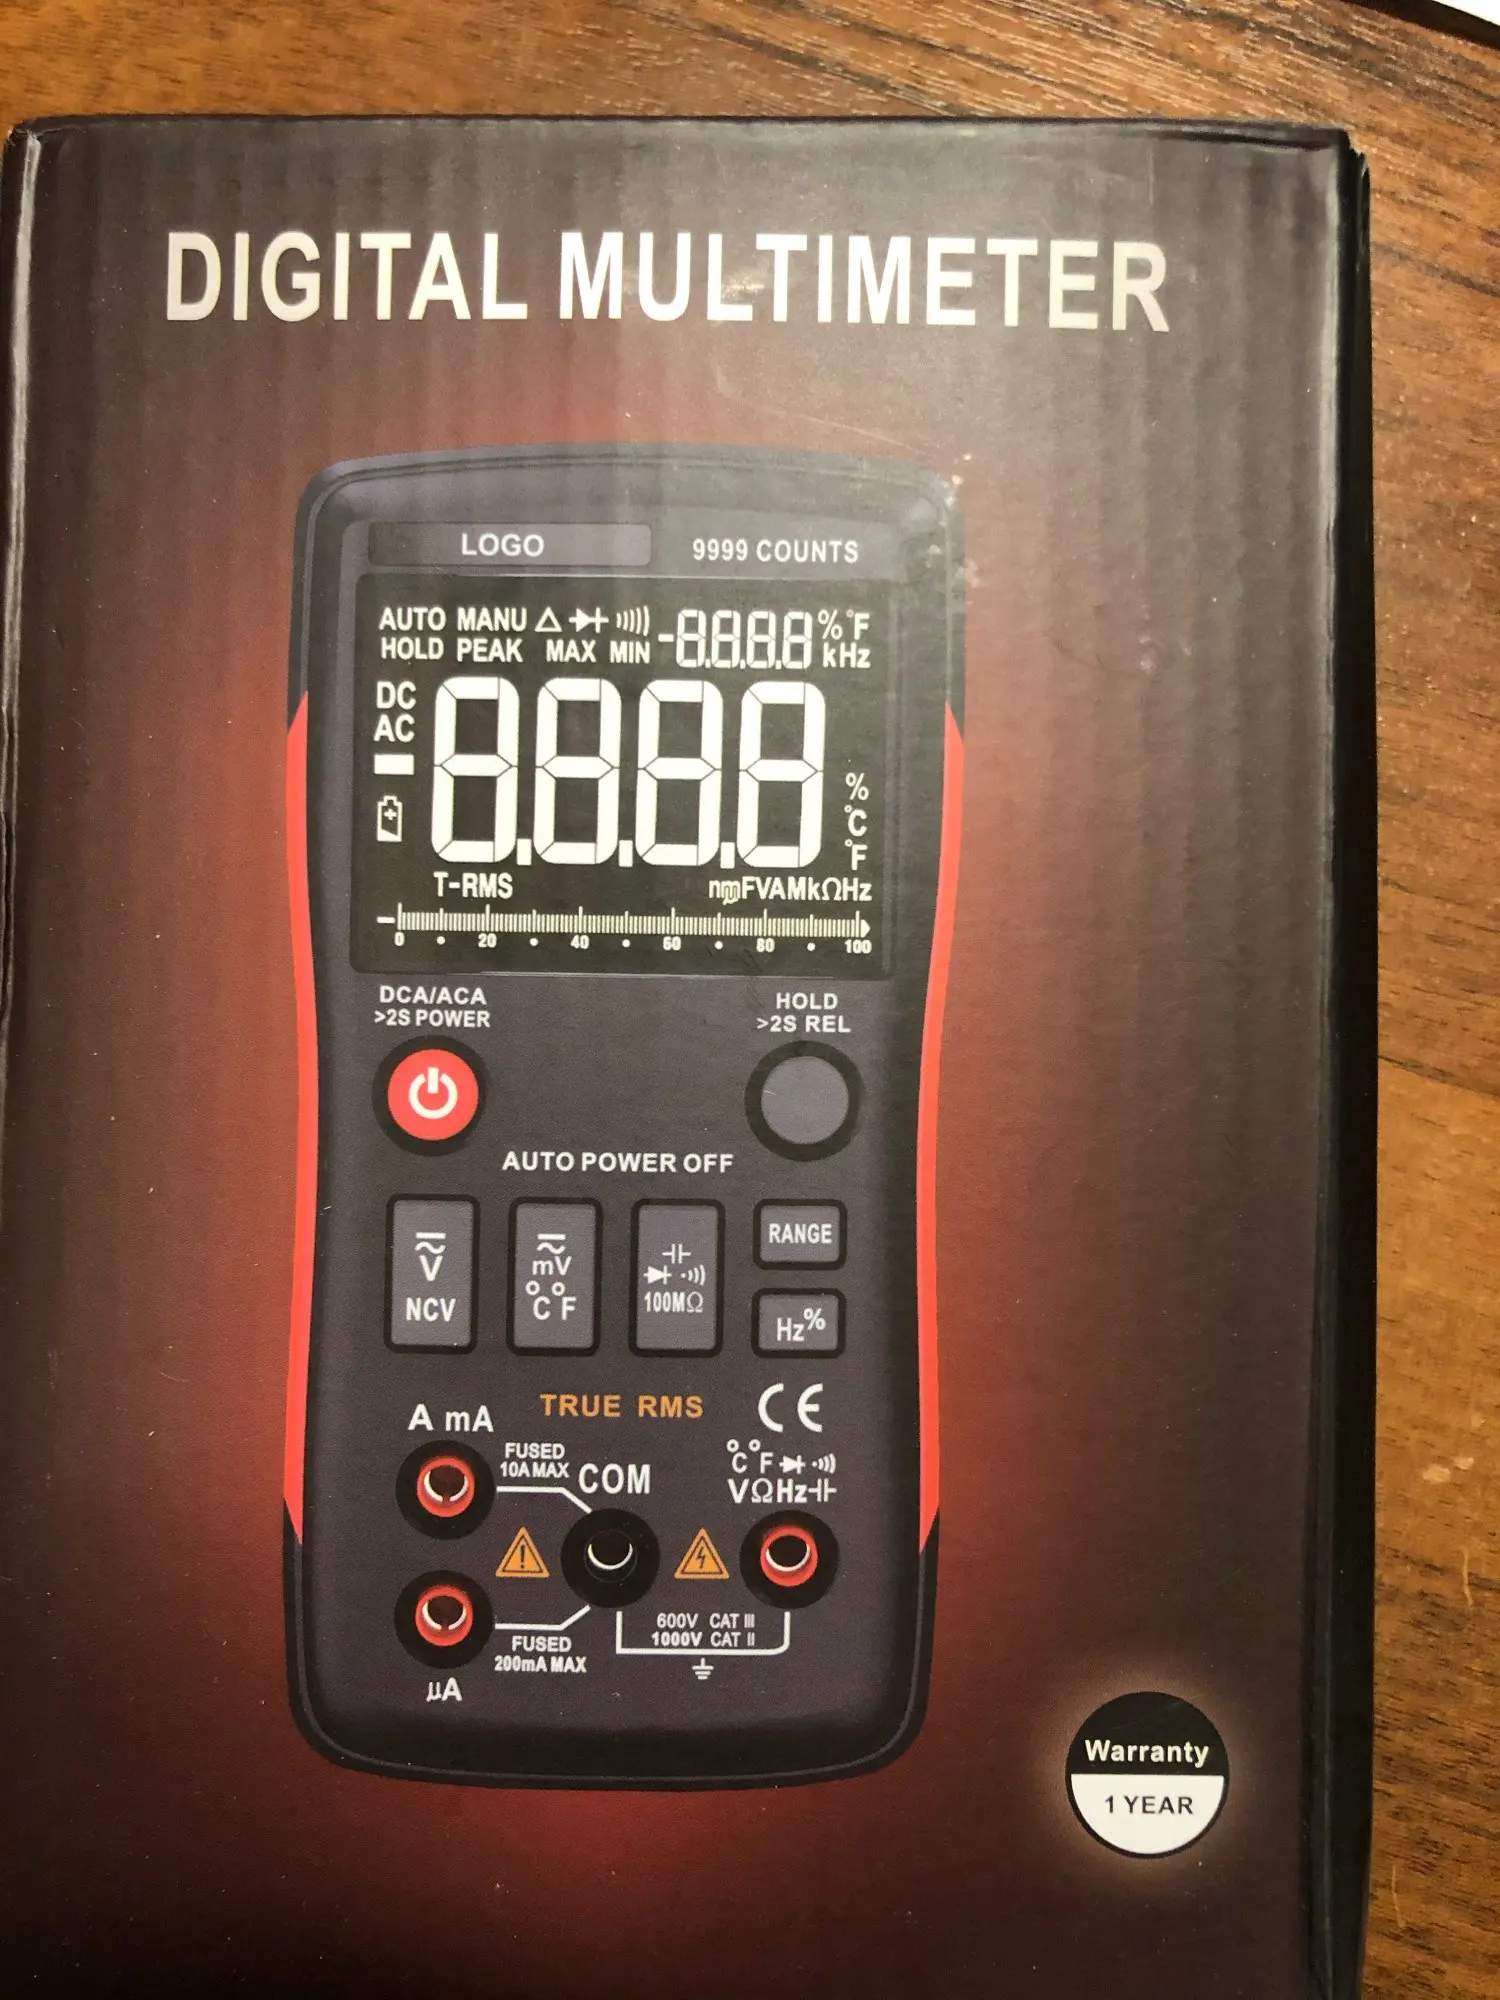 DIGITAL MULTIMETER
LOGO
9999 COUNTS
AUTO MANU △ -8.8.8.8 % °F
HOLD PEAK MAX MIN kHz
DC
AC
8.8.8.8
%
°C
°F
T-RMS
nmµFVAMkΩHz
0 20 40 60 80 100
DCA/ACA
>2S POWER
HOLD
>2S REL
AUTO POWER OFF
V
NCV
mV
°C °F
100MΩ
RANGE
Hz%
TRUE RMS
CE
A mA
FUSED
10A MAX
COM
°C °F
VΩHz
600V CAT III
1000V CAT II
FUSED
200mA MAX
µA
Warranty
1 YEAR